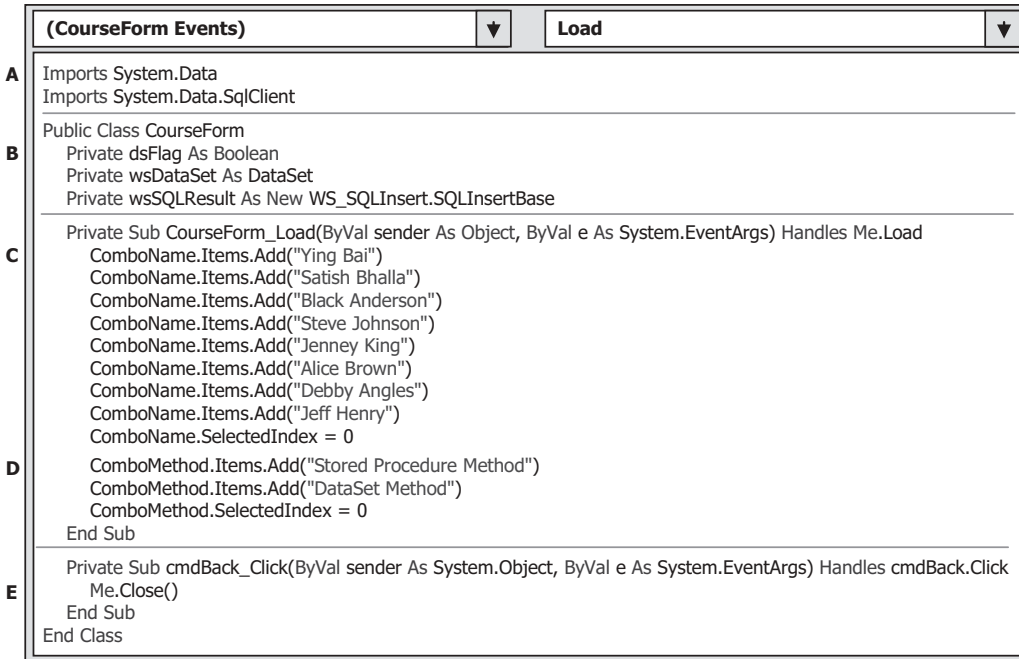 (CourseForm Events) Load
A Imports System.Data
Imports System.Data.SqlClient
Public Class CourseForm
B Private dsFlag As Boolean
Private wsDataSet As DataSet
Private wsSQLResult As New WS_SQLInsert.SQLInsertBase
Private Sub CourseForm_Load(ByVal sender As Object, ByVal e As System.EventArgs) Handles Me.Load
C ComboName.Items.Add("Ying Bai")
ComboName.Items.Add("Satish Bhalla")
ComboName.Items.Add("Black Anderson")
ComboName.Items.Add("Steve Johnson")
ComboName.Items.Add("Jenney King")
ComboName.Items.Add("Alice Brown")
ComboName.Items.Add("Debby Angles")
ComboName.Items.Add("Jeff Henry")
ComboName.SelectedIndex = 0
D ComboMethod.Items.Add("Stored Procedure Method")
ComboMethod.Items.Add("DataSet Method")
ComboMethod.SelectedIndex = 0
End Sub
Private Sub cmdBack_Click(ByVal sender As System.Object, ByVal e As System.EventArgs) Handles cmdBack.Click
E Me.Close()
End Sub
End Class